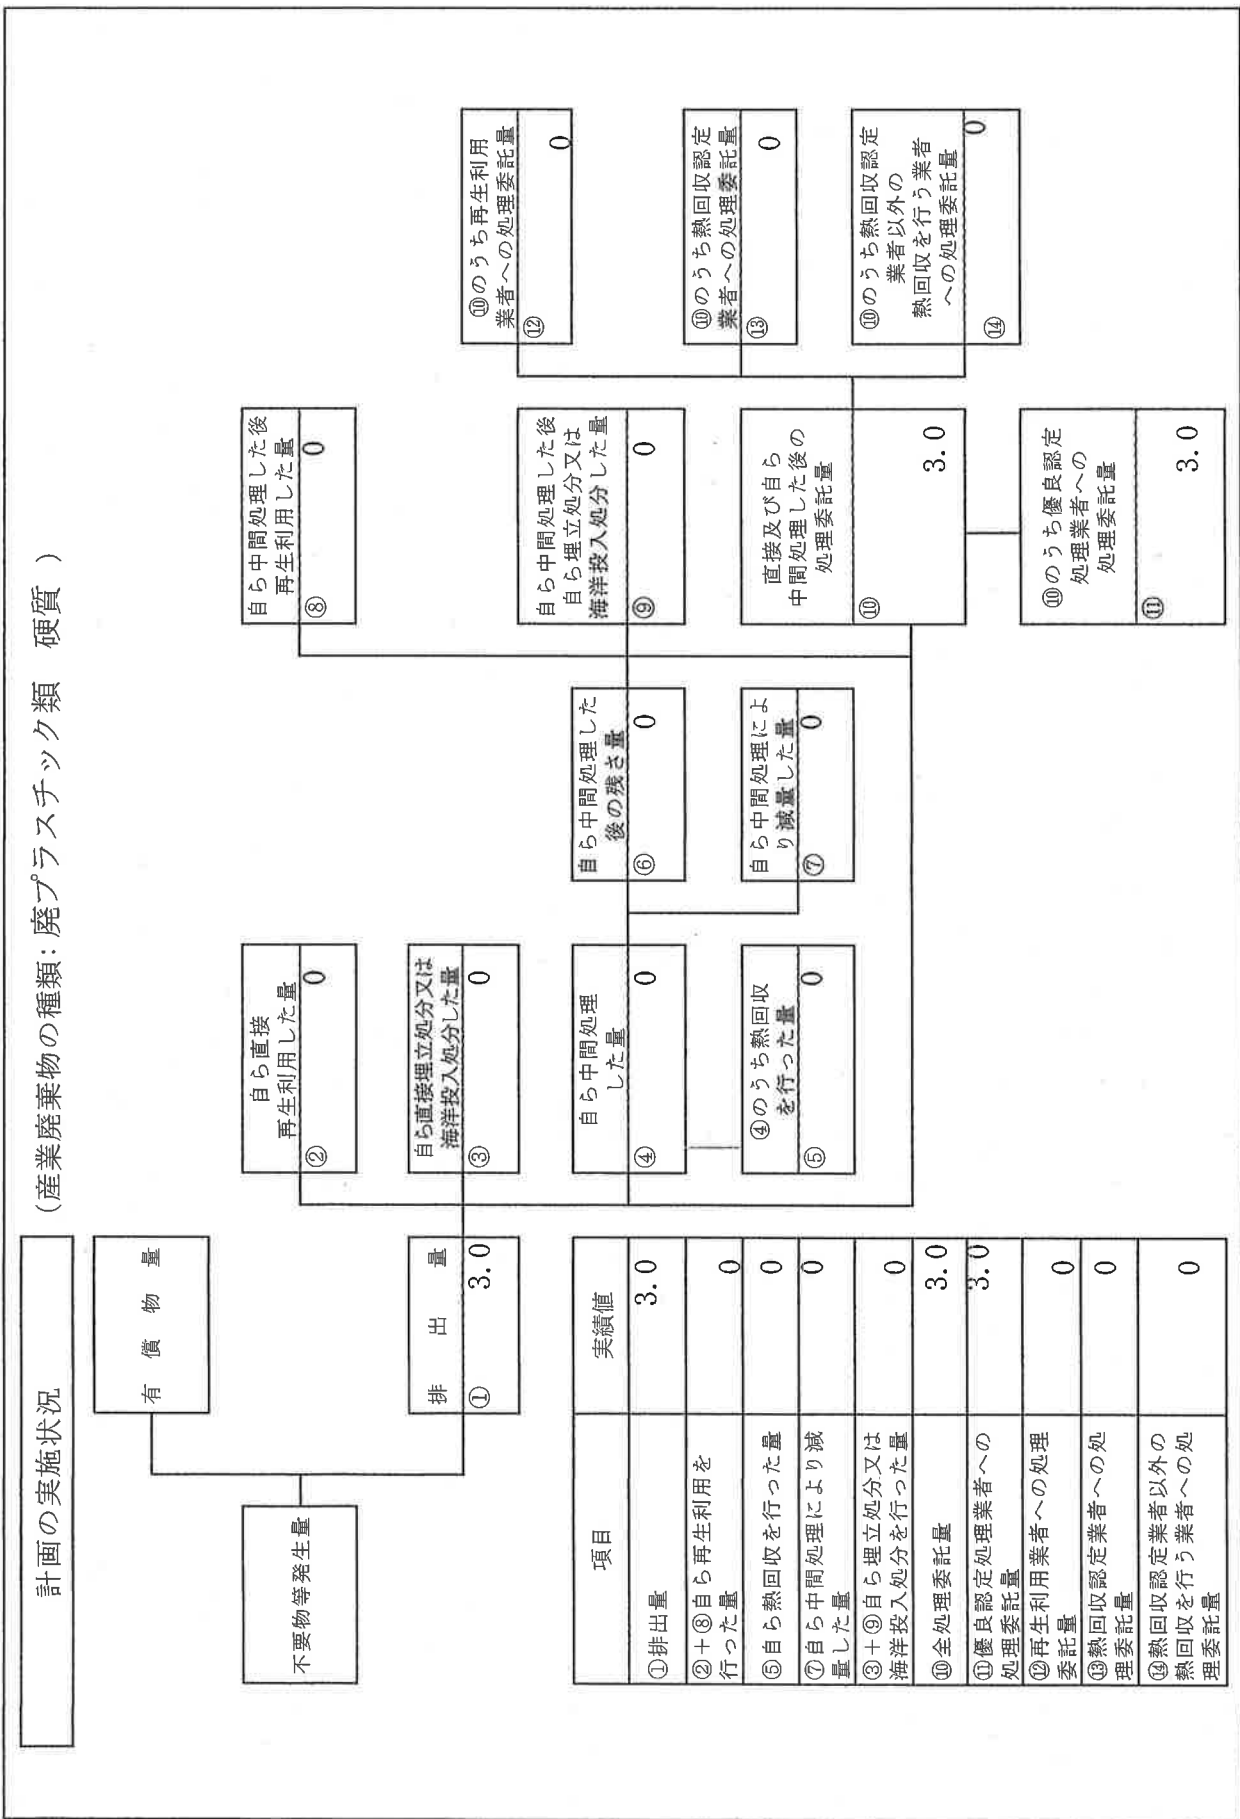 計画の実施状況
(産業廃棄物の種類：廃プラスチック類　硬質　)
不要物等発生量
有償物量
排出量
① 3.0
自ら直接
再生利用した量
② 0
自ら直接埋立処分又は
海洋投入処分した量
③ 0
自ら中間処理
した量
④ 0
④のうち熱回収
を行った量
⑤ 0
自ら中間処理した
後の残さ量
⑥ 0
自ら中間処理によ
り減量した量
⑦ 0
自ら中間処理した後
再生利用した量
⑧ 0
自ら中間処理した後
自ら埋立処分又は
海洋投入処分した量
⑨ 0
直接及び自ら
中間処理した後の
処理委託量
⑩ 3.0
⑩のうち優良認定
処理業者への
処理委託量
⑪ 3.0
⑩のうち再生利用
業者への処理委託量
⑫ 0
⑩のうち熱回収認定
業者への処理委託量
⑬ 0
⑩のうち熱回収認定
業者以外の
熱回収を行う業者
への処理委託量
⑭ 0
項目 実績値
①排出量 3.0
②＋⑧自ら再生利用を
行った量 0
⑤自ら熱回収を行った量 0
⑦自ら中間処理により減
量した量 0
③＋⑨自ら埋立処分又は
海洋投入処分を行った量 0
⑩全処理委託量 3.0
⑪優良認定処理業者への
処理委託量 3.0
⑫再生利用業者への処理
委託量 0
⑬熱回収認定業者への処
理委託量 0
⑭熱回収認定業者以外の
熱回収を行う業者への処
理委託量 0